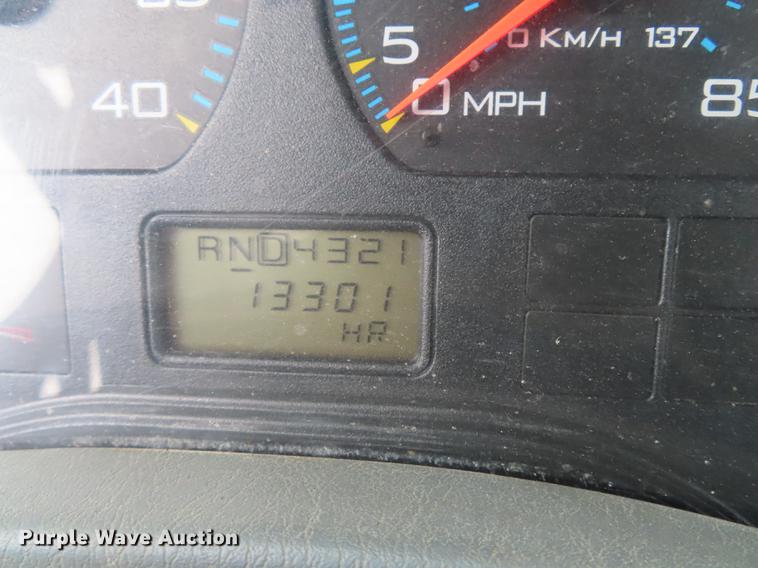 40
5
0 KM/H 137
0 MPH
85
RND4321
13301
HR
Purple Wave Auction